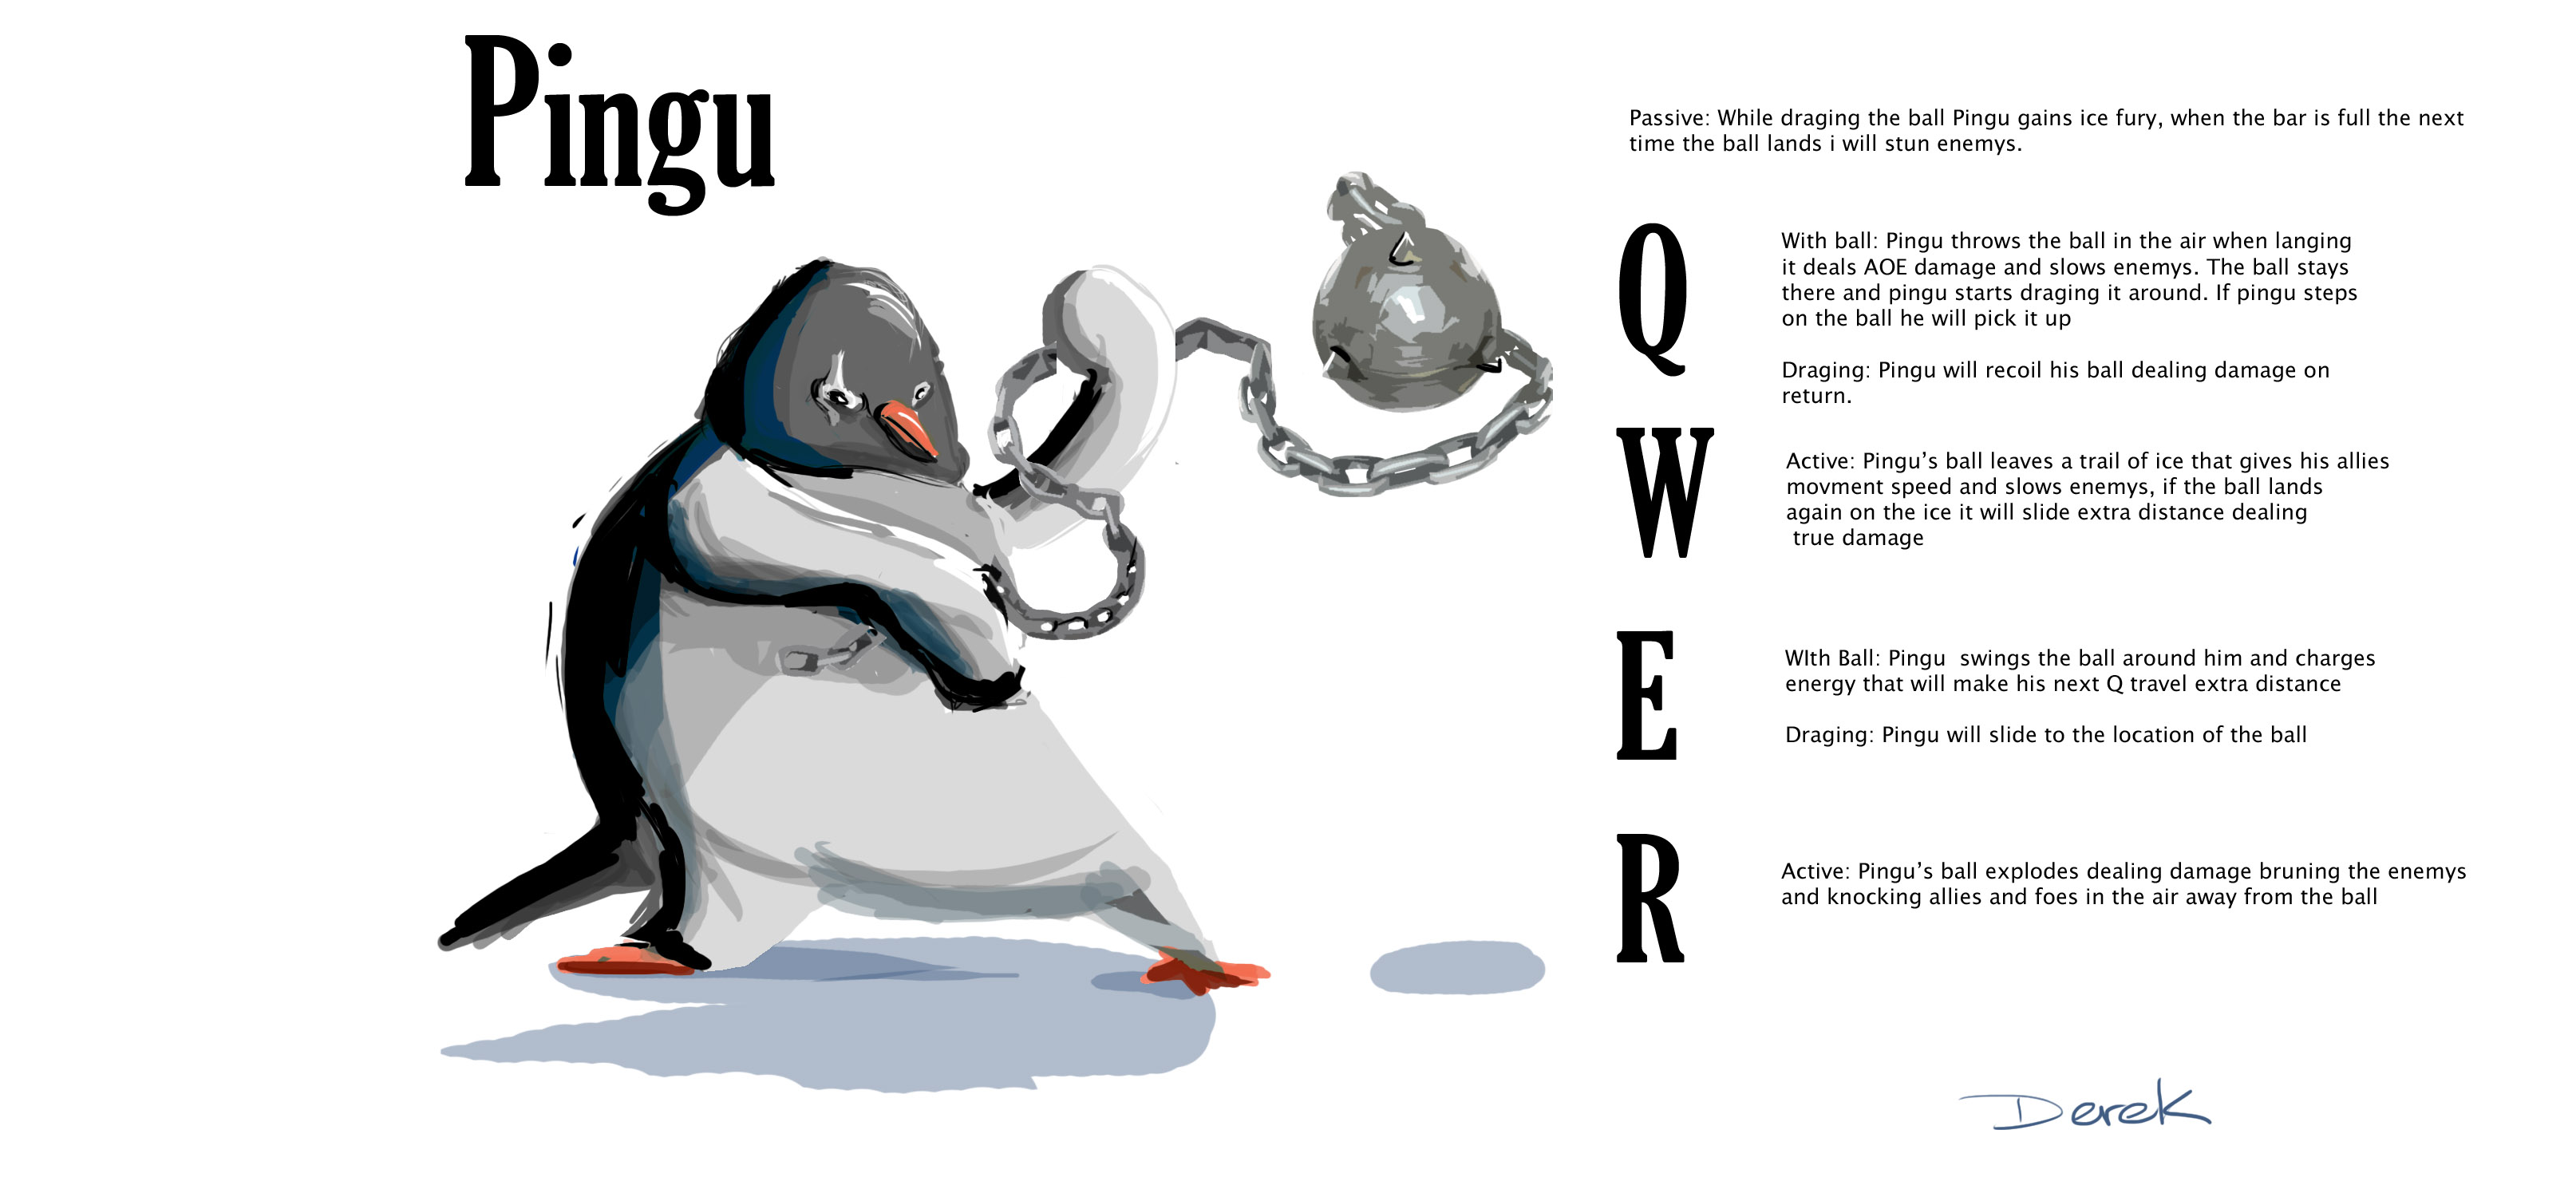 Pingu
Passive: While draging the ball Pingu gains ice fury, when the bar is full the next
time the ball lands i will stun enemys.
Q
With ball: Pingu throws the ball in the air when langing
it deals AOE damage and slows enemys. The ball stays
there and pingu starts draging it around. If pingu steps
on the ball he will pick it up
Draging: Pingu will recoil his ball dealing damage on
return.
W
Active: Pingu’s ball leaves a trail of ice that gives his allies
movment speed and slows enemys, if the ball lands
again on the ice it will slide extra distance dealing
true damage
E
WIth Ball: Pingu  swings the ball around him and charges
energy that will make his next Q travel extra distance
Draging: Pingu will slide to the location of the ball
R
Active: Pingu’s ball explodes dealing damage bruning the enemys
and knocking allies and foes in the air away from the ball
Derek